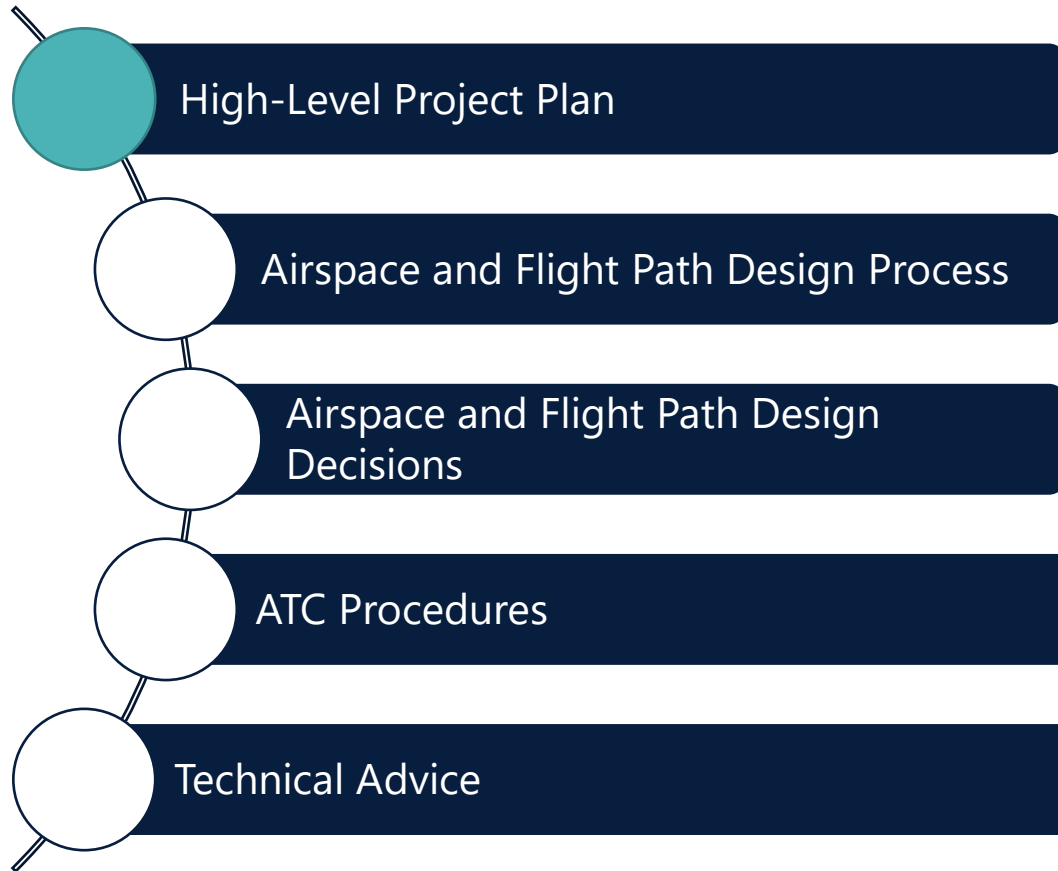 High-Level Project Plan
Airspace and Flight Path Design Process
Airspace and Flight Path Design
Decisions
ATC Procedures
Technical Advice